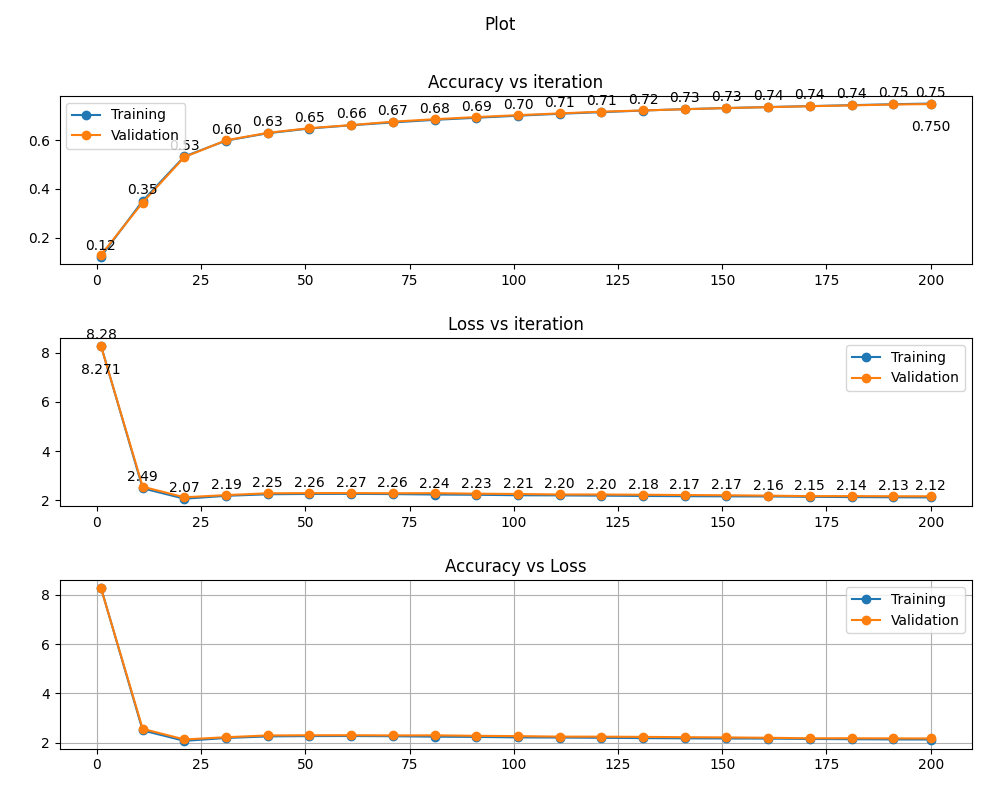 Plot
Accuracy vs iteration
Training
Validation
0.12 0.35 0.53 0.60 0.63 0.65 0.66 0.67 0.68 0.69 0.70 0.71 0.71 0.72 0.73 0.73 0.74 0.74 0.74 0.75 0.75
0.750
0.6
0.4
0.2
0 25 50 75 100 125 150 175 200
Loss vs iteration
8.28
8.271
Training
Validation
2.49 2.07 2.19 2.25 2.26 2.27 2.26 2.24 2.23 2.21 2.20 2.20 2.18 2.17 2.17 2.16 2.15 2.14 2.13 2.12
8
6
4
2
0 25 50 75 100 125 150 175 200
Accuracy vs Loss
Training
Validation
8
6
4
2
0 25 50 75 100 125 150 175 200